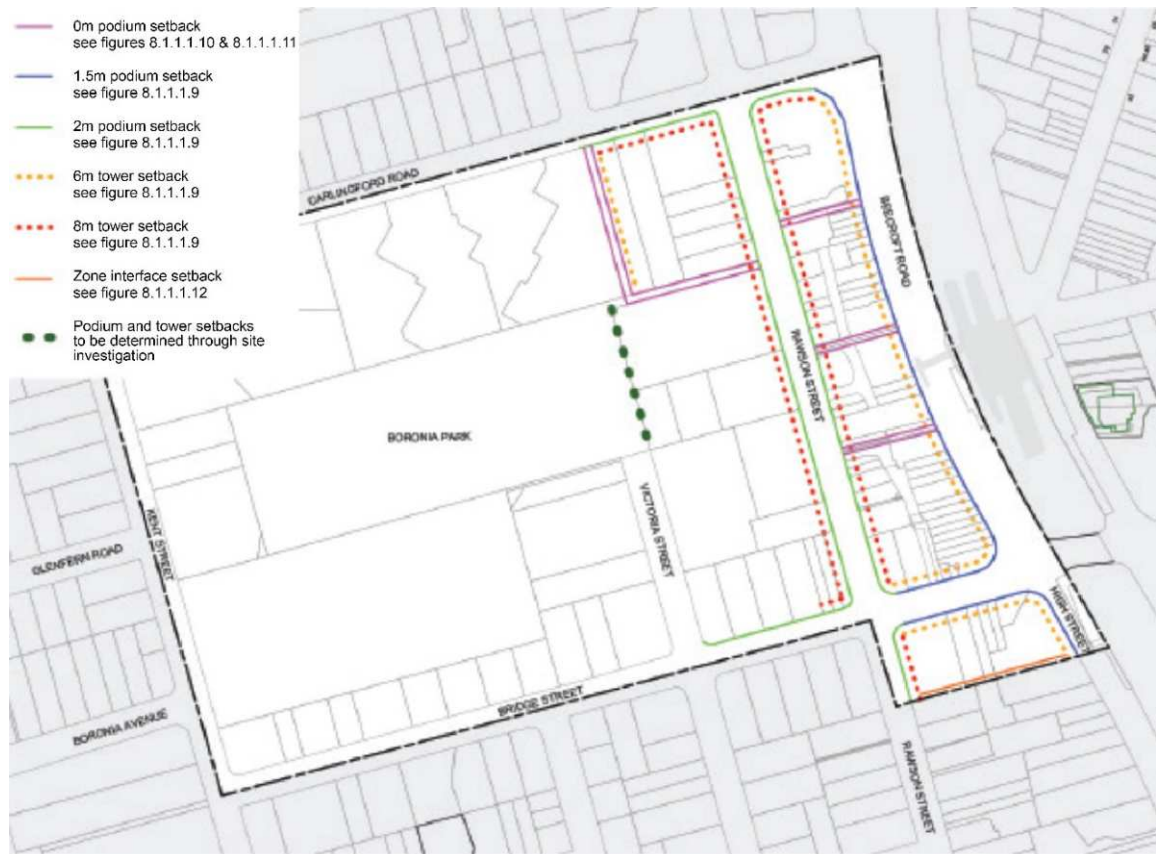 0m podium setback
see figures 8.1.1.1.10 & 8.1.1.1.11
1.5m podium setback
see figure 8.1.1.1.9
2m podium setback
see figure 8.1.1.1.9
6m tower setback
see figure 8.1.1.1.9
8m tower setback
see figure 8.1.1.1.9
Zone interface setback
see figure 8.1.1.1.12
Podium and tower setbacks
to be determined through site
investigation
CARLINGFORD ROAD
BEECROFT ROAD
RAWSON STREET
BORONIA PARK
VICTORIA STREET
KENT STREET
GLENFERN ROAD
HIGH STREET
BRIDGE STREET
BORONIA AVENUE
RAWSON STREET